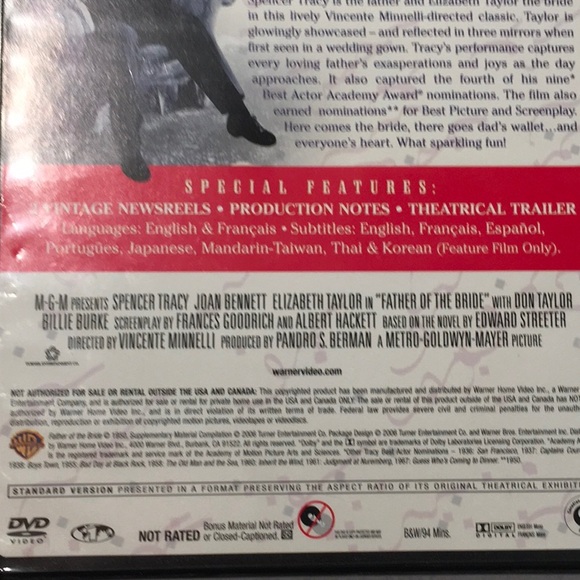 Spencer Tracy is the father and Elizabeth Taylor the bride
in this lively Vincente Minnelli-directed classic. Taylor is
glowingly showcased – and reflected in three mirrors when
first seen in a wedding gown. Tracy's performance captures
every loving father's exasperations and joys as the day
approaches. It also captured the fourth of his nine*
Best Actor Academy Award® nominations. The film also
earned nominations** for Best Picture and Screenplay.
Here comes the bride, there goes dad's wallet...and
everyone's heart. What sparkling fun!
SPECIAL FEATURES:
VINTAGE NEWSREELS • PRODUCTION NOTES • THEATRICAL TRAILER
Languages: English & Français • Subtitles: English, Français, Español,
Portugües, Japanese, Mandarin-Taiwan, Thai & Korean (Feature Film Only).
M-G-M PRESENTS SPENCER TRACY JOAN BENNETT ELIZABETH TAYLOR IN "FATHER OF THE BRIDE" WITH DON TAYLOR
BILLIE BURKE SCREENPLAY BY FRANCES GOODRICH AND ALBERT HACKETT BASED ON THE NOVEL BY EDWARD STREETER
DIRECTED BY VINCENTE MINNELLI PRODUCED BY PANDRO S. BERMAN A METRO-GOLDWYN-MAYER PICTURE
warnervideo.com
NOT AUTHORIZED FOR SALE OR RENTAL OUTSIDE THE USA AND CANADA: This copyrighted product has been manufactured and distributed by Warner Home Video Inc., a Warner
Entertainment Company, and is authorized for sale or rental for private home use in the USA and Canada ONLY. The sale or rental of this product outside the USA and Canada has NOT
authorized by Warner Home Video Inc., and is in direct violation of its written terms of trade. Federal law provides severe civil and criminal penalties for the unauth
duction, reproduction, or exhibition of copyrighted motion pictures, videotapes or videodiscs.
Father of the Bride © 1950, Supplementary Material Compilation © 2006 Turner Entertainment Co. Package Design © 2006 Turner Entertainment Co. and Warner Bros. Entertainment Inc. Dist
by Warner Home Video Inc., 4000 Warner Blvd., Burbank, CA 91522. All rights reserved. "Dolby" and the symbol are trademarks of Dolby Laboratories Licensing Corporation. "Academy A
is the registered trademark and service mark of the Academy of Motion Picture Arts and Sciences. *Other Tracy Best Actor Nominations – 1936: San Francisco, 1937: Captains Cour
1938: Boys Town, 1955: Bad Day at Black Rock, 1958: The Old Man and the Sea, 1960: Inherit the Wind, 1961: Judgment at Nuremberg, 1967: Guess Who's Coming to Dinner. **1950.
STANDARD VERSION PRESENTED IN A FORMAT PRESERVING THE ASPECT RATIO OF ITS ORIGINAL THEATRICAL EXHIBIT
DVD
VIDEO
NOT RATED
Bonus Material Not Rated
or Closed-Captioned.
B&W/94 Mins.
DOLBY
DIGITAL